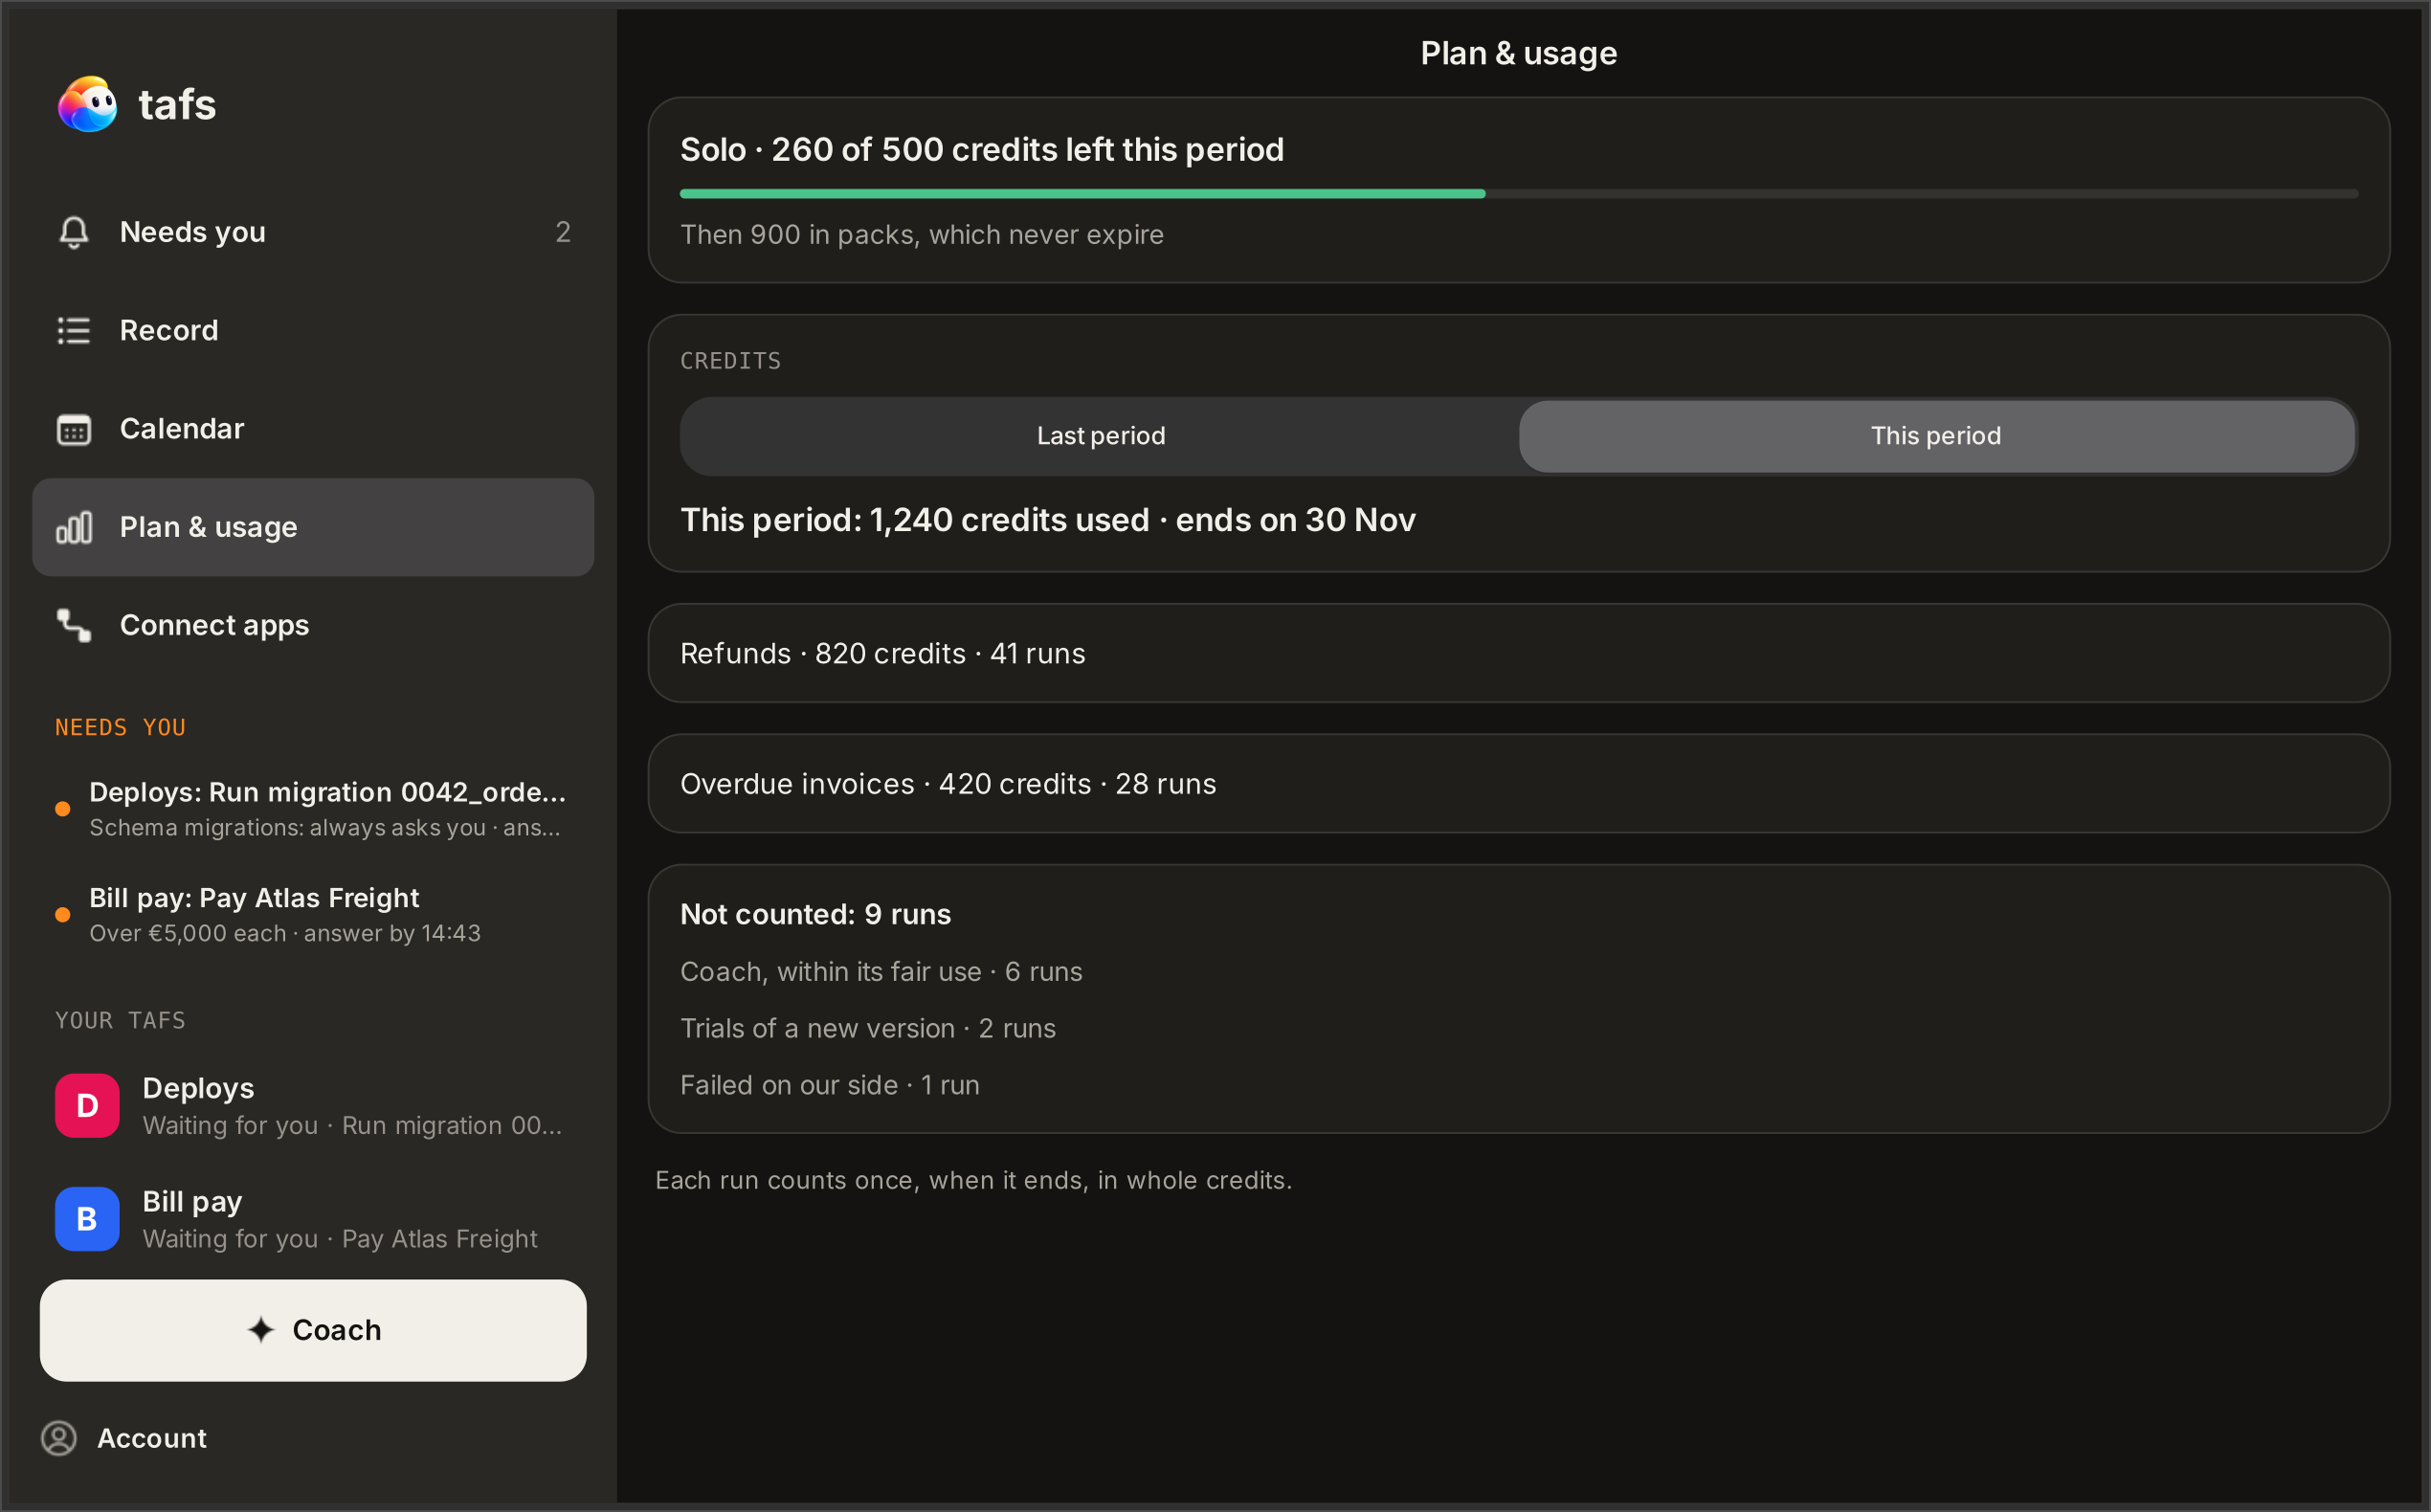 tafs
Needs you 2
Record
Calendar
Plan & usage
Connect apps
NEEDS YOU
Deploys: Run migration 0042_orde...
Schema migrations: always asks you · ans...
Bill pay: Pay Atlas Freight
Over €5,000 each · answer by 14:43
YOUR TAFS
D
Deploys
Waiting for you · Run migration 00...
B
Bill pay
Waiting for you · Pay Atlas Freight
Coach
Account
Plan & usage
Solo · 260 of 500 credits left this period
Then 900 in packs, which never expire
CREDITS
Last period
This period
This period: 1,240 credits used · ends on 30 Nov
Refunds · 820 credits · 41 runs
Overdue invoices · 420 credits · 28 runs
Not counted: 9 runs
Coach, within its fair use · 6 runs
Trials of a new version · 2 runs
Failed on our side · 1 run
Each run counts once, when it ends, in whole credits.